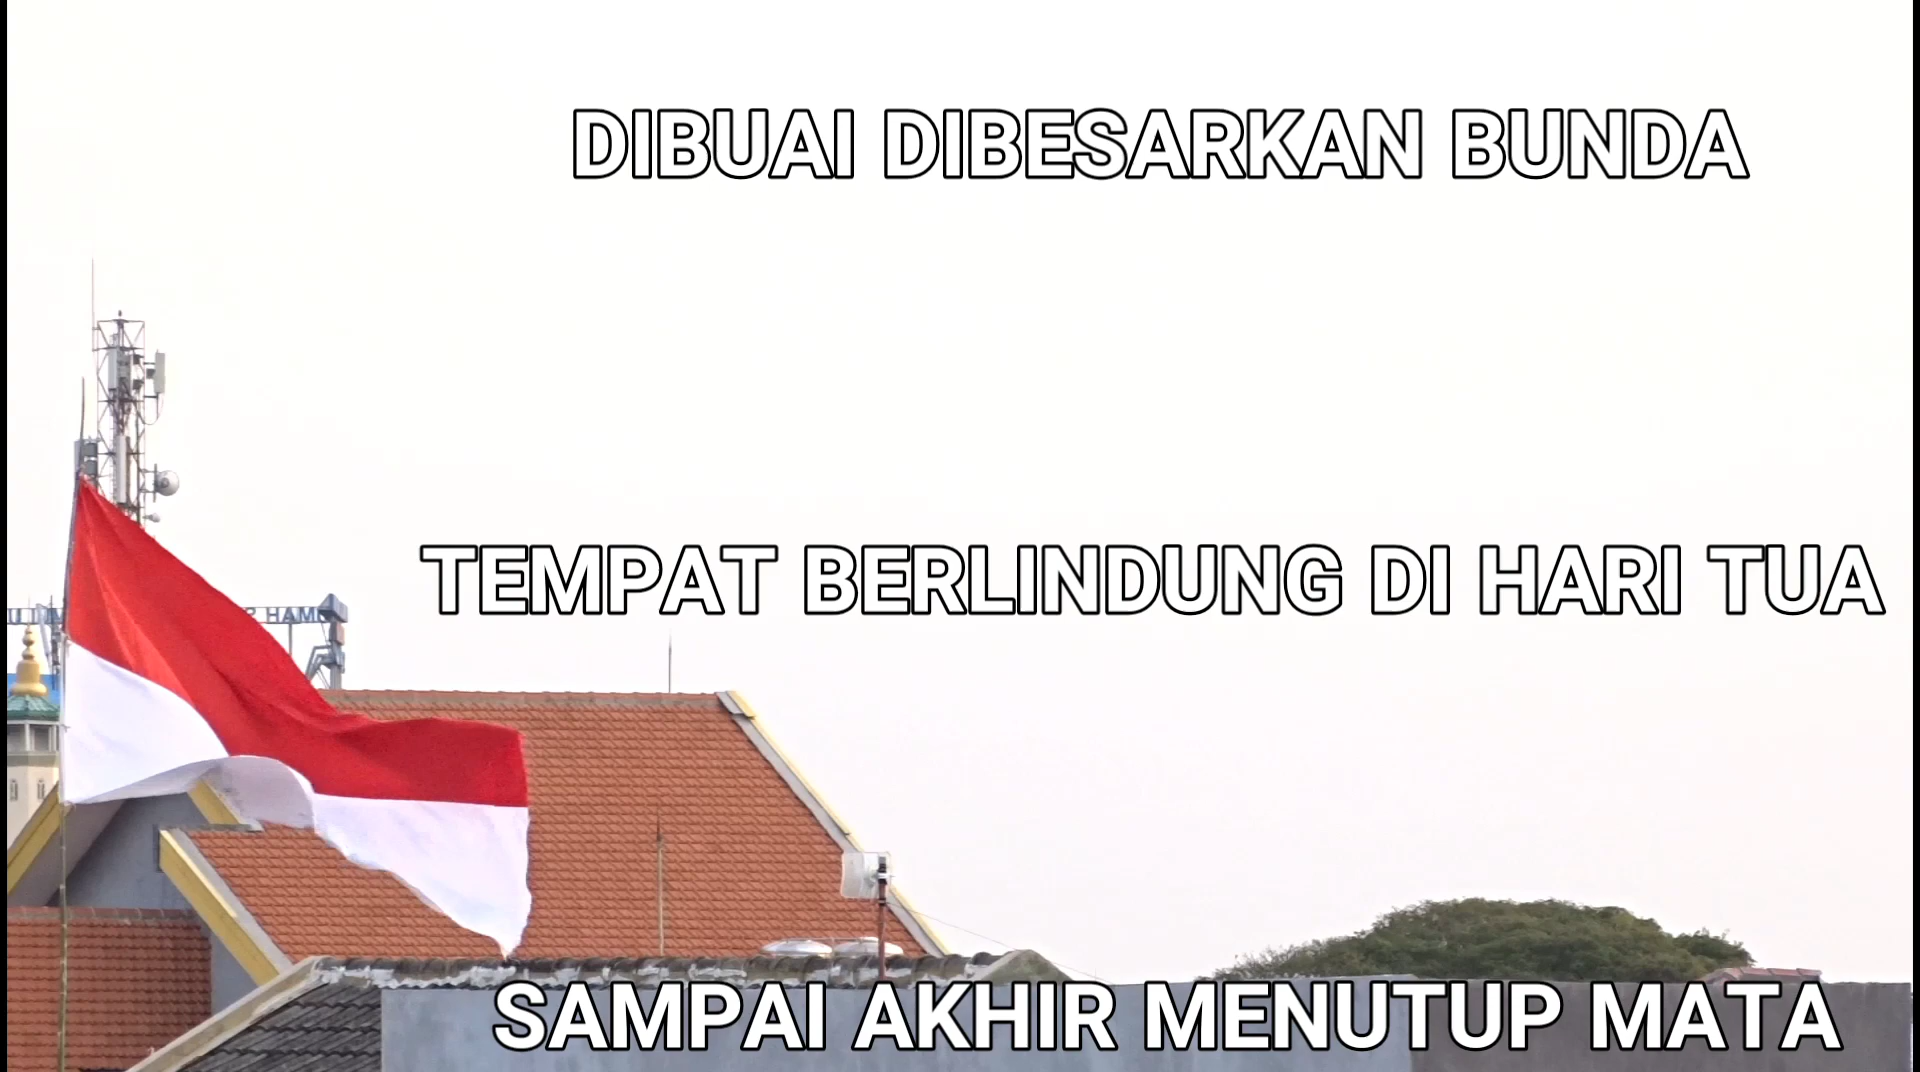 DIBUAI DIBESARKAN BUNDA
TEMPAT BERLINDUNG DI HARI TUA
SAMPAI AKHIR MENUTUP MATA